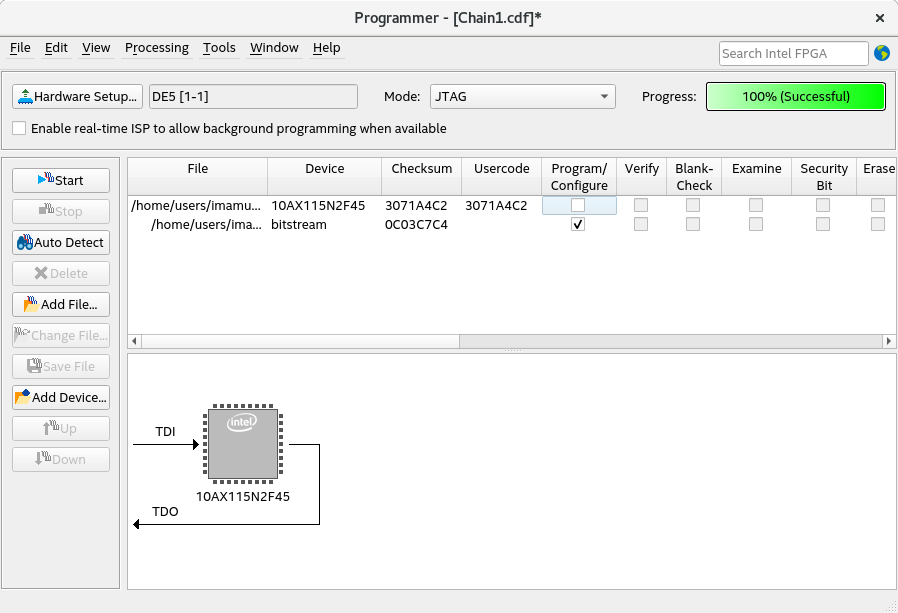 Programmer - [Chain1.cdf]*
File Edit View Processing Tools Window Help
Search Intel FPGA
Hardware Setup... DE5 [1-1] Mode: JTAG Progress: 100% (Successful)
Enable real-time ISP to allow background programming when available
Start
Stop
Auto Detect
Delete
Add File...
Change File...
Save File
Add Device...
Up
Down
File Device Checksum Usercode Program/ Verify Blank- Examine Security Erase
Configure Check Bit
/home/users/imamu... 10AX115N2F45 3071A4C2 3071A4C2
/home/users/ima... bitstream 0C03C7C4
intel
TDI
10AX115N2F45
TDO